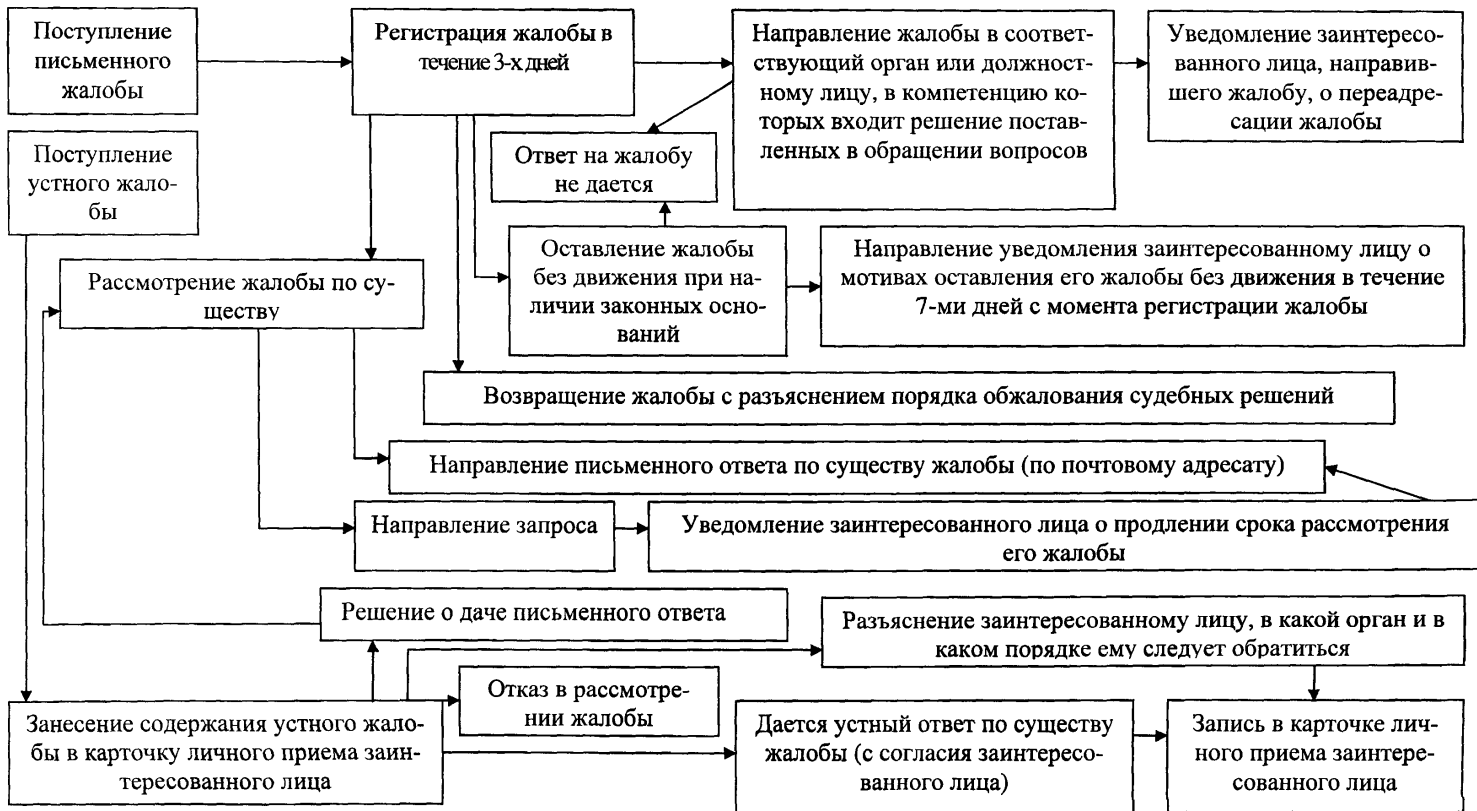 Поступление
письменного
жалобы
Регистрация жалобы в
течение 3-х дней
Направление жалобы в соответ-
ствующий орган или должност-
ному лицу, в компетенцию ко-
торых входит решение постав-
ленных в обращении вопросов
Уведомление заинтересо-
ванного лица, направив-
шего жалобу, о переадре-
сации жалобы
Поступление
устного жало-
бы
Ответ на жалобу
не дается
Рассмотрение жалобы по су-
ществу
Оставление жалобы
без движения при на-
личии законных осно-
ваний
Направление уведомления заинтересованному лицу о
мотивах оставления его жалобы без движения в течение
7-ми дней с момента регистрации жалобы
Возвращение жалобы с разъяснением порядка обжалования судебных решений
Направление письменного ответа по существу жалобы (по почтовому адресату)
Направление запроса
Уведомление заинтересованного лица о продлении срока рассмотрения
его жалобы
Решение о даче письменного ответа
Разъяснение заинтересованному лицу, в какой орган и в
каком порядке ему следует обратиться
Отказ в рассмотре-
нии жалобы
Занесение содержания устного жало-
бы в карточку личного приема заин-
тересованного лица
Дается устный ответ по существу
жалобы (с согласия заинтересо-
ванного лица)
Запись в карточке лич-
ного приема заинтере-
сованного лица